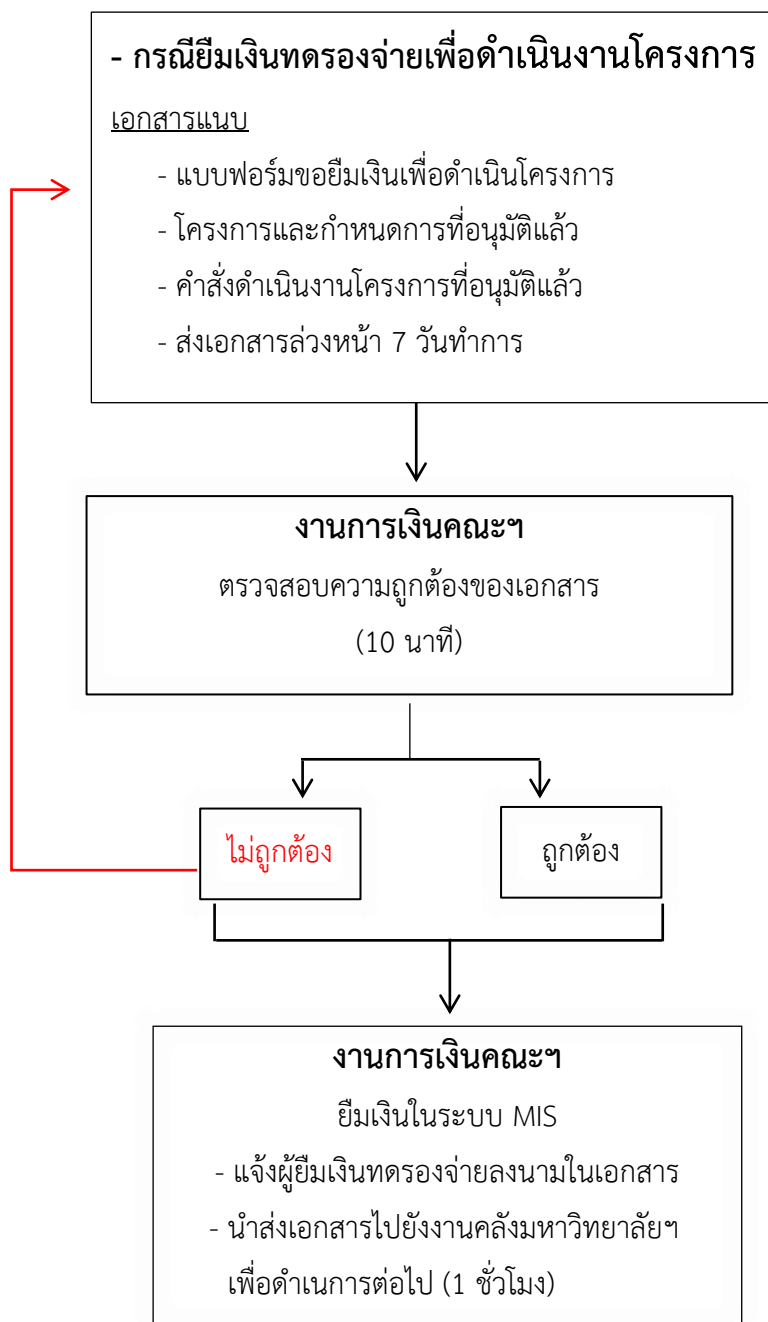 - กรณียืมเงินทดรองจ่ายเพื่อดำเนินงานโครงการ
เอกสารแนบ
- แบบฟอร์มขอยืมเงินเพื่อดำเนินโครงการ
- โครงการและกำหนดการที่อนุมัติแล้ว
- คำสั่งดำเนินงานโครงการที่อนุมัติแล้ว
- ส่งเอกสารล่วงหน้า 7 วันทำการ
งานการเงินคณะฯ
ตรวจสอบความถูกต้องของเอกสาร
(10 นาที)
ไม่ถูกต้อง
ถูกต้อง
งานการเงินคณะฯ
ยืมเงินในระบบ MIS
- แจ้งผู้ยืมเงินทดรองจ่ายลงนามในเอกสาร
- นำส่งเอกสารไปยังงานคลังมหาวิทยาลัยฯ
เพื่อดำเนการต่อไป (1 ชั่วโมง)